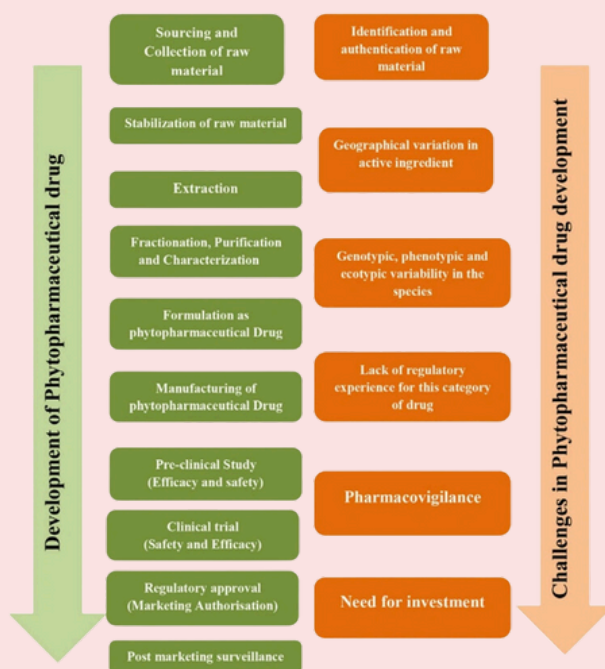 Development of Phytopharmaceutical drug
Sourcing and
Collection of raw
material
Stabilization of raw material
Extraction
Fractionation, Purification
and Characterization
Formulation as
phytopharmaceutical Drug
Manufacturing of
phytopharmaceutical Drug
Pre-clinical Study
(Efficacy and safety)
Clinical trial
(Safety and Efficacy)
Regulatory approval
(Marketing Authorisation)
Post marketing surveillance
Identification and
authentication of raw
material
Geographical variation in
active ingredient
Genotypic, phenotypic and
ecotypic variability in the
species
Lack of regulatory
experience for this category
of drug
Pharmacovigilance
Need for investment
Challenges in Phytopharmaceutical drug development